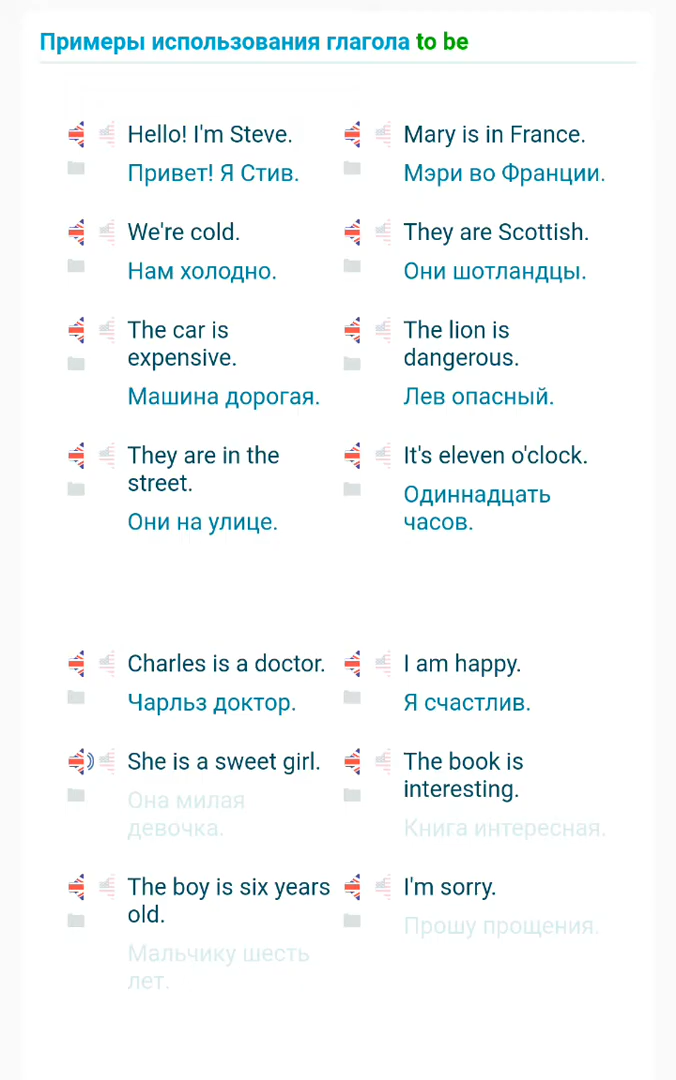 Примеры использования глагола to be
Hello! I'm Steve.
Привет! Я Стив.
Mary is in France.
Мэри во Франции.
We're cold.
Нам холодно.
They are Scottish.
Они шотландцы.
The car is
expensive.
Машина дорогая.
The lion is
dangerous.
Лев опасный.
They are in the
street.
Они на улице.
It's eleven o'clock.
Одиннадцать
часов.
Charles is a doctor.
Чарльз доктор.
I am happy.
Я счастлив.
She is a sweet girl.
Она милая
девочка.
The book is
interesting.
Книга интересная.
The boy is six years
old.
Мальчику шесть
лет.
I'm sorry.
Прошу прощения.